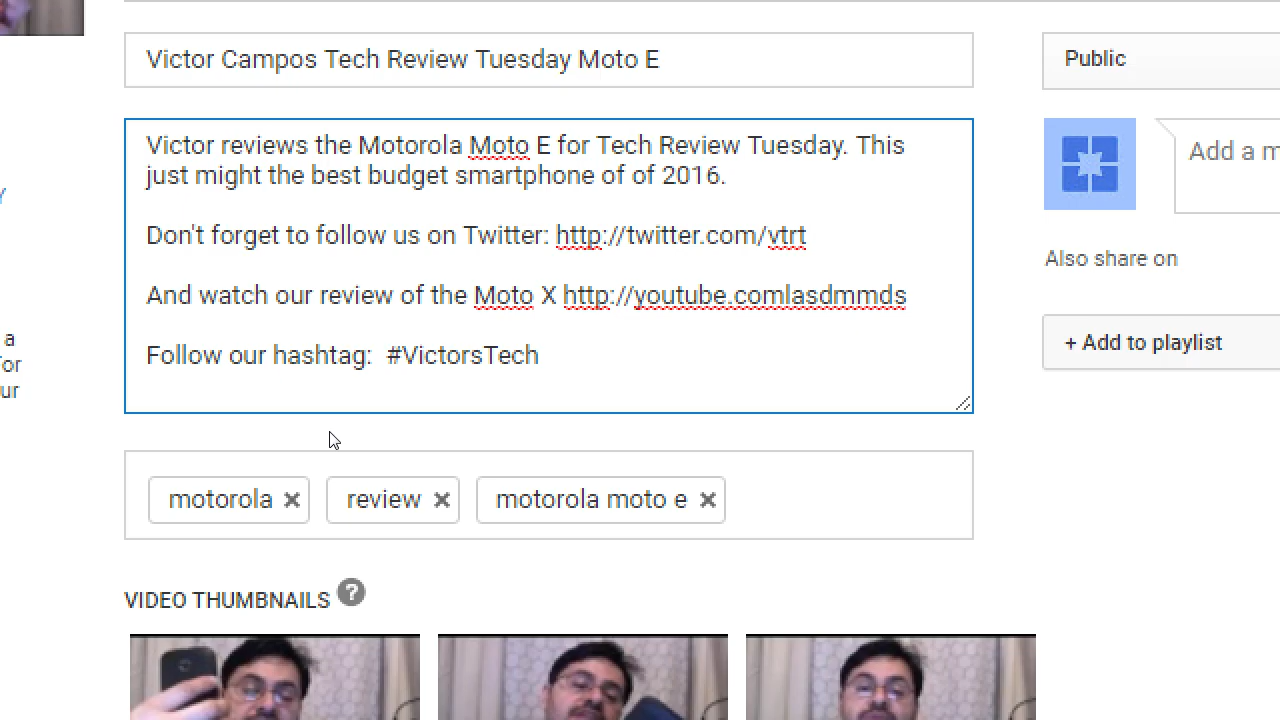 Victor Campos Tech Review Tuesday Moto E
Public
Victor reviews the Motorola Moto E for Tech Review Tuesday. This
just might the best budget smartphone of of 2016.
Add a m
Y
Don't forget to follow us on Twitter: http://twitter.com/vtrt
Also share on
And watch our review of the Moto X http://youtube.comlasdmmds
a
+ Add to playlist
Follow our hashtag:  #VictorsTech
or
ur
motorola × review × motorola moto e ×
VIDEO THUMBNAILS ?